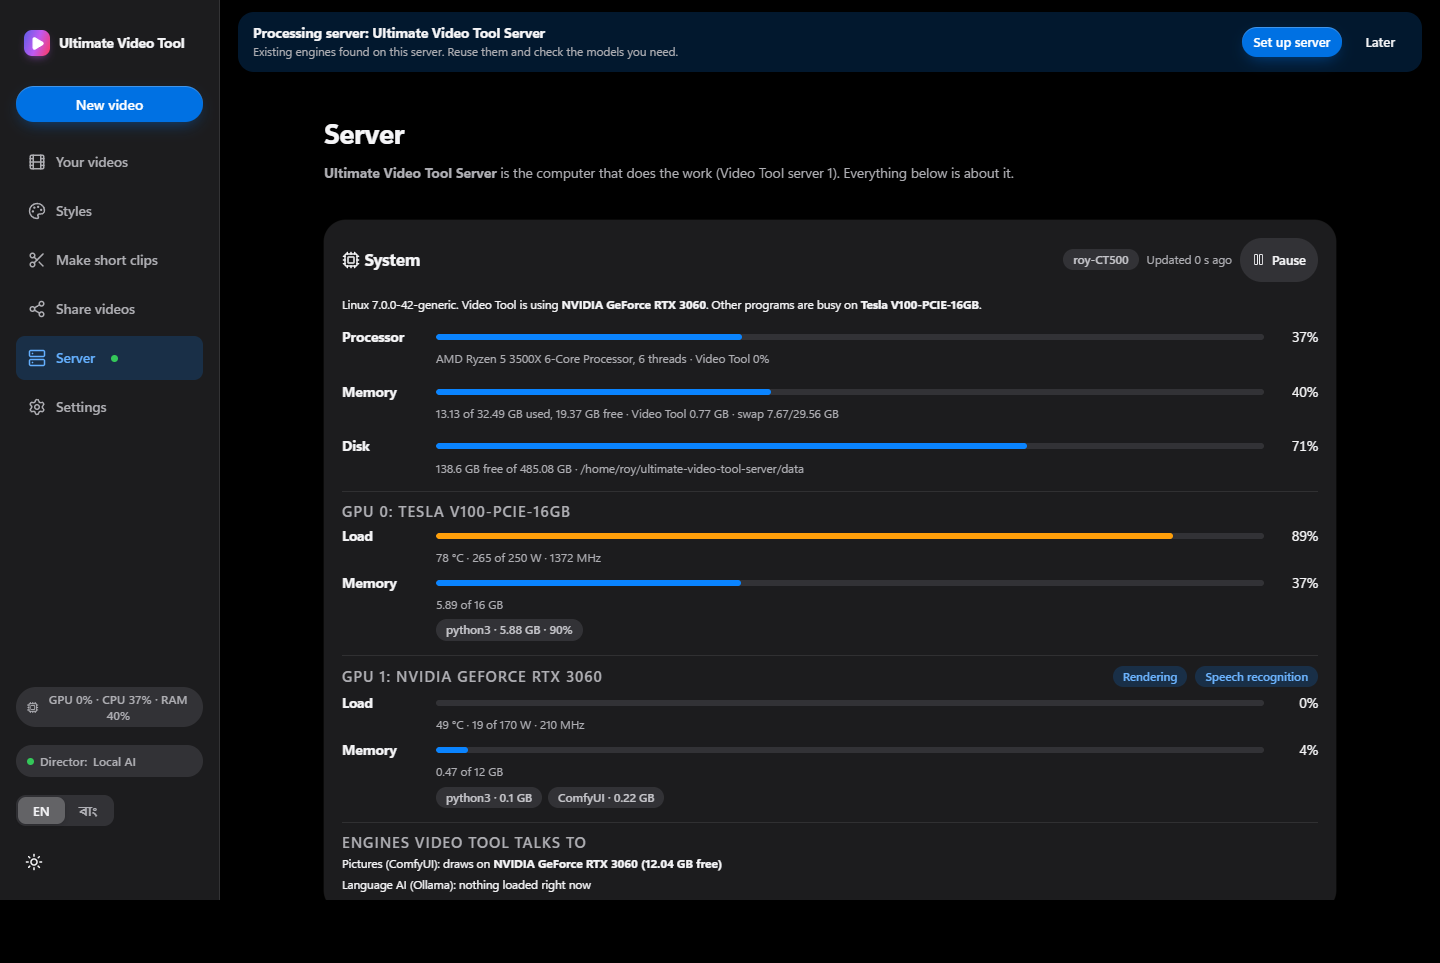 Ultimate Video Tool
New video
Your videos
Styles
Make short clips
Share videos
Server
Settings
GPU 0% · CPU 37% · RAM
40%
Director: Local AI
EN বাং
Processing server: Ultimate Video Tool Server
Existing engines found on this server. Reuse them and check the models you need.
Set up server Later
Server
Ultimate Video Tool Server is the computer that does the work (Video Tool server 1). Everything below is about it.
System roy-CT500 Updated 0 s ago Pause
Linux 7.0.0-42-generic. Video Tool is using NVIDIA GeForce RTX 3060. Other programs are busy on Tesla V100-PCIE-16GB.
Processor 37%
AMD Ryzen 5 3500X 6-Core Processor, 6 threads · Video Tool 0%
Memory 40%
13.13 of 32.49 GB used, 19.37 GB free · Video Tool 0.77 GB · swap 7.67/29.56 GB
Disk 71%
138.6 GB free of 485.08 GB · /home/roy/ultimate-video-tool-server/data
GPU 0: TESLA V100-PCIE-16GB
Load 89%
78 °C · 265 of 250 W · 1372 MHz
Memory 37%
5.89 of 16 GB
python3 · 5.88 GB · 90%
GPU 1: NVIDIA GEFORCE RTX 3060 Rendering Speech recognition
Load 0%
49 °C · 19 of 170 W · 210 MHz
Memory 4%
0.47 of 12 GB
python3 · 0.1 GB ComfyUI · 0.22 GB
ENGINES VIDEO TOOL TALKS TO
Pictures (ComfyUI): draws on NVIDIA GeForce RTX 3060 (12.04 GB free)
Language AI (Ollama): nothing loaded right now